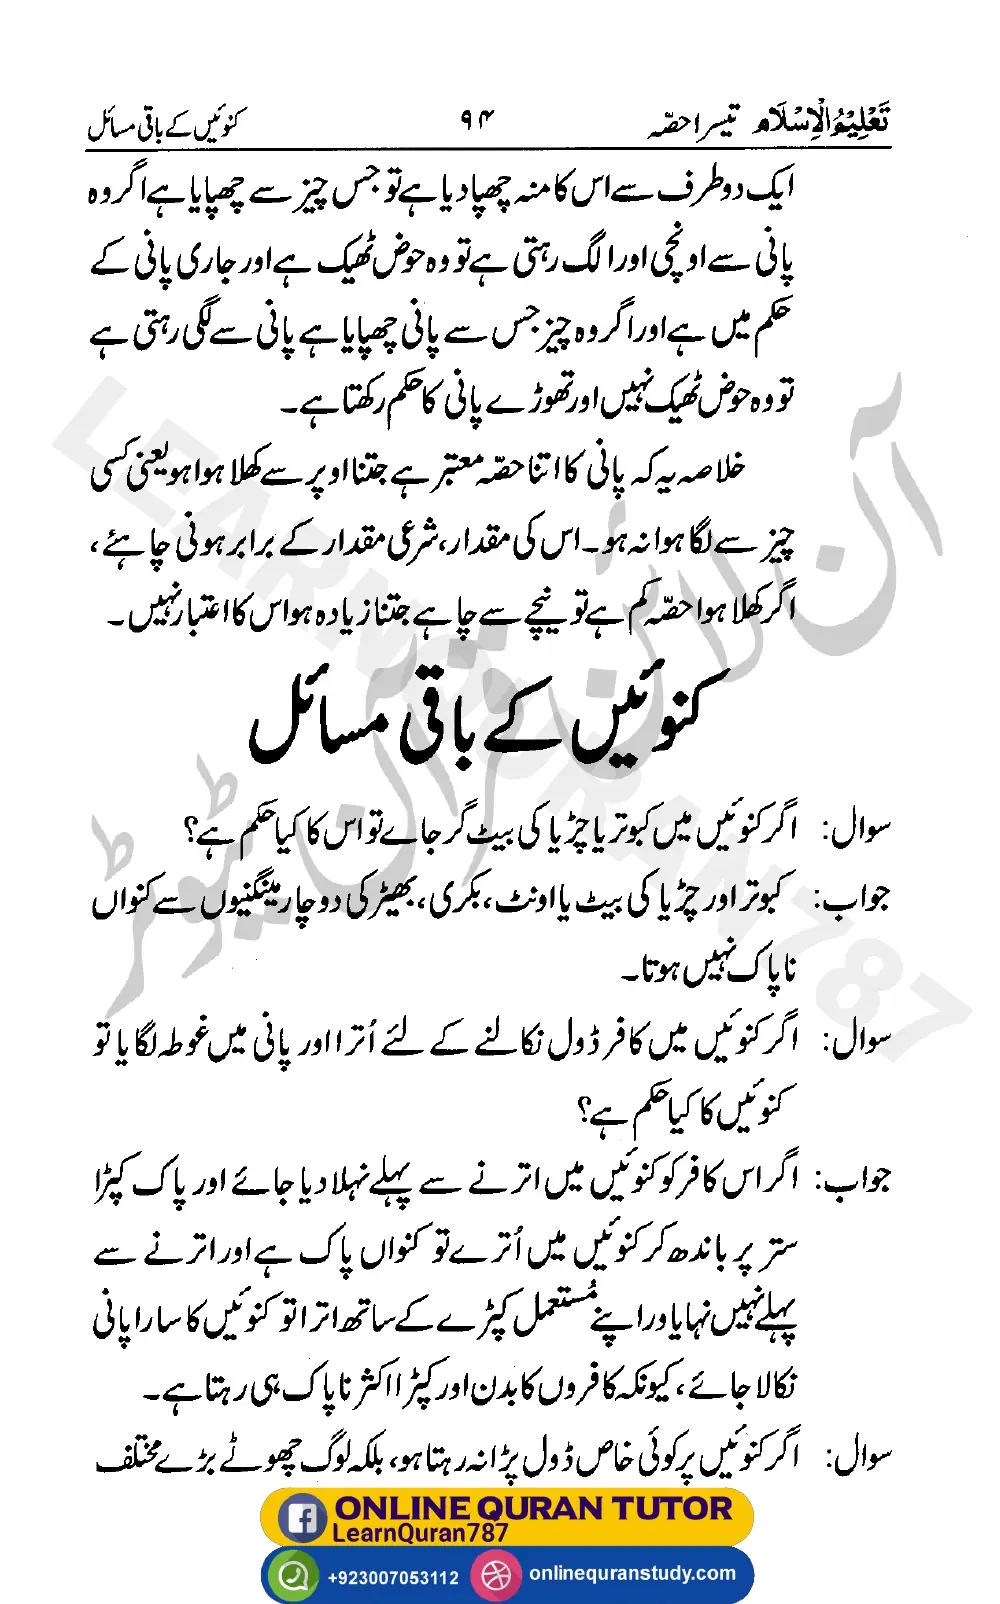 تَعْلِيمُ الْاِسْلَام تیسرا حصّہ ۹۴ کنوئیں کے باقی مسائل
ایک دو طرف سے اس کا منہ چھپا دیا ہے تو جس چیز سے چھپایا ہے اگر وہ
پانی سے اونچی اور الگ رہتی ہے تو وہ حوض ٹھیک ہے اور جاری پانی کے
حکم میں ہے اور اگر وہ چیز جس سے پانی چھپایا ہے پانی سے لگی رہتی ہے
تو وہ حوض ٹھیک نہیں اور تھوڑے پانی کا حکم رکھتا ہے۔
خلاصہ یہ کہ پانی کا اتنا حصّہ معتبر ہے جتنا اوپر سے کھلا ہوا ہو یعنی کسی
چیز سے لگا ہوا نہ ہو۔ اس کی مقدار، شرعی مقدار کے برابر ہونی چاہئے،
اگر کھلا ہوا حصّہ کم ہے تو نیچے سے چاہے جتنا زیادہ ہو اس کا اعتبار نہیں۔
کنوئیں کے باقی مسائل
سوال: اگر کنوئیں میں کبوتر یا چڑیا کی بیٹ گر جاے تو اس کا کیا حکم ہے؟
جواب: کبوتر اور چڑیا کی بیٹ یا اونٹ، بکری، بھیڑ کی دو چار مینگنیوں سے کنواں
ناپاک نہیں ہوتا۔
سوال: اگر کنوئیں میں کافر ڈول نکالنے کے لئے اُترا اور پانی میں غوطہ لگایا تو
کنوئیں کا کیا حکم ہے؟
جواب: اگر اس کافر کو کنوئیں میں اترنے سے پہلے نہلا دیا جائے اور پاک کپڑا
ستر پر باندھ کر کنوئیں میں اُترے تو کنواں پاک ہے اور اترنے سے
پہلے نہیں نہایا ور اپنے مُستعمل کپڑے کے ساتھ اترا تو کنوئیں کا سارا پانی
نکالا جائے، کیونکہ کافروں کا بدن اور کپڑا اکثر ناپاک ہی رہتا ہے۔
سوال: اگر کنوئیں پر کوئی خاص ڈول پڑا نہ رہتا ہو، بلکہ لوگ چھوٹے بڑے مختلف
آن لائن قرآن ٹیوٹر
LEARNQURAN787
ONLINE QURAN TUTOR
LearnQuran787
+923007053112 onlinequranstudy.com